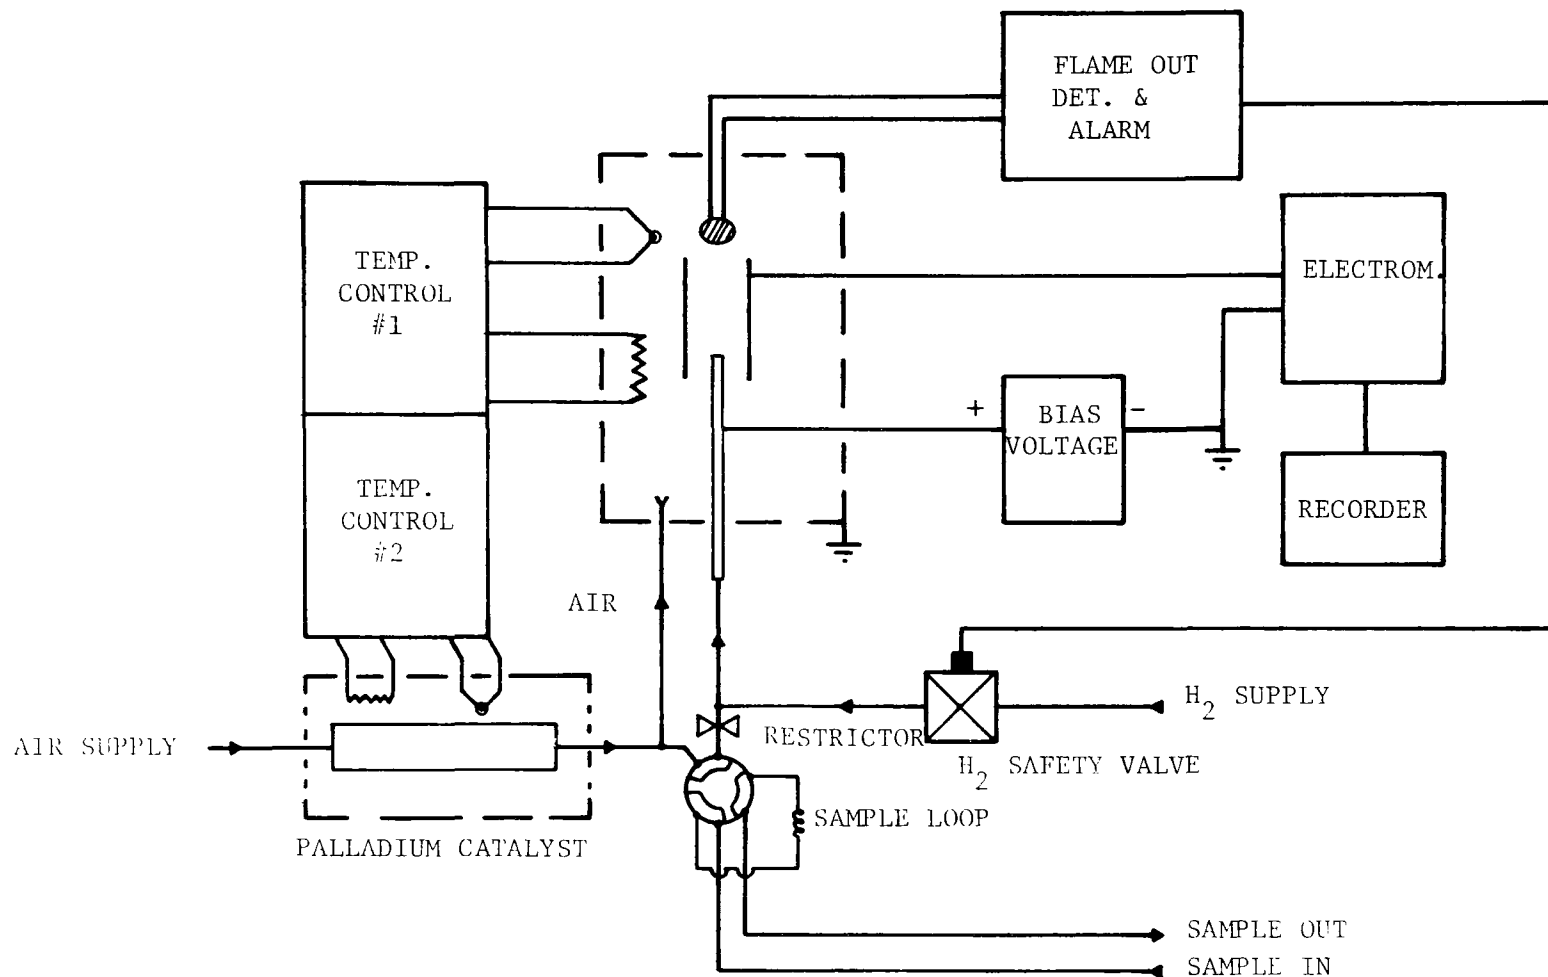 FLAME OUT
DET. &
ALARM
TEMP.
CONTROL
#1
ELECTROM.
+
BIAS
VOLTAGE
-
TEMP.
CONTROL
#2
RECORDER
AIR
H2 SUPPLY
RESTRICTOR
AIR SUPPLY
H2 SAFETY VALVE
SAMPLE LOOP
PALLADIUM CATALYST
SAMPLE OUT
SAMPLE IN